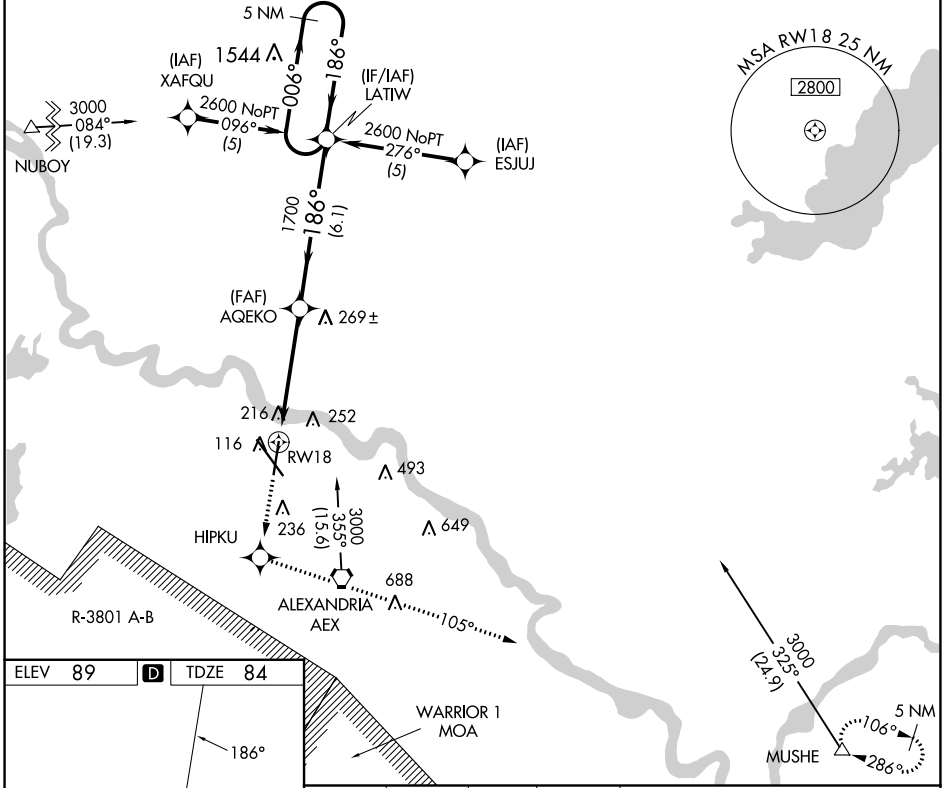 5 NM
1544
(IAF)
XAFQU
006°
186°
(IF/IAF)
LATIW
MSA RW18 25 NM
2800
3000
084°
(19.3)
NUBOY
2600 NoPT
096°
(5)
2600 NoPT
276°
(5)
(IAF)
ESJUJ
1700
186°
(6.1)
(FAF)
AQEKO
269±
216
252
116
RW18
493
236
3000
355°
(15.6)
649
HIPKU
688
ALEXANDRIA
AEX
105°
R-3801 A-B
3000
325°
(24.9)
ELEV 89
D
TDZE 84
186°
WARRIOR 1
MOA
5 NM
106°
286°
MUSHE